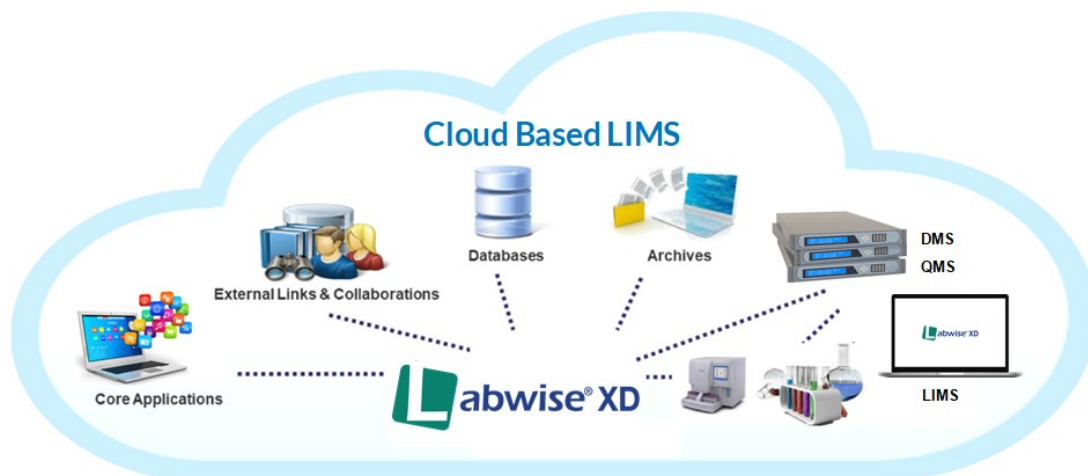 Cloud Based LIMS
Databases
Archives
DMS
QMS
External Links & Collaborations
Labwise® XD
LIMS
Core Applications
Labwise® XD